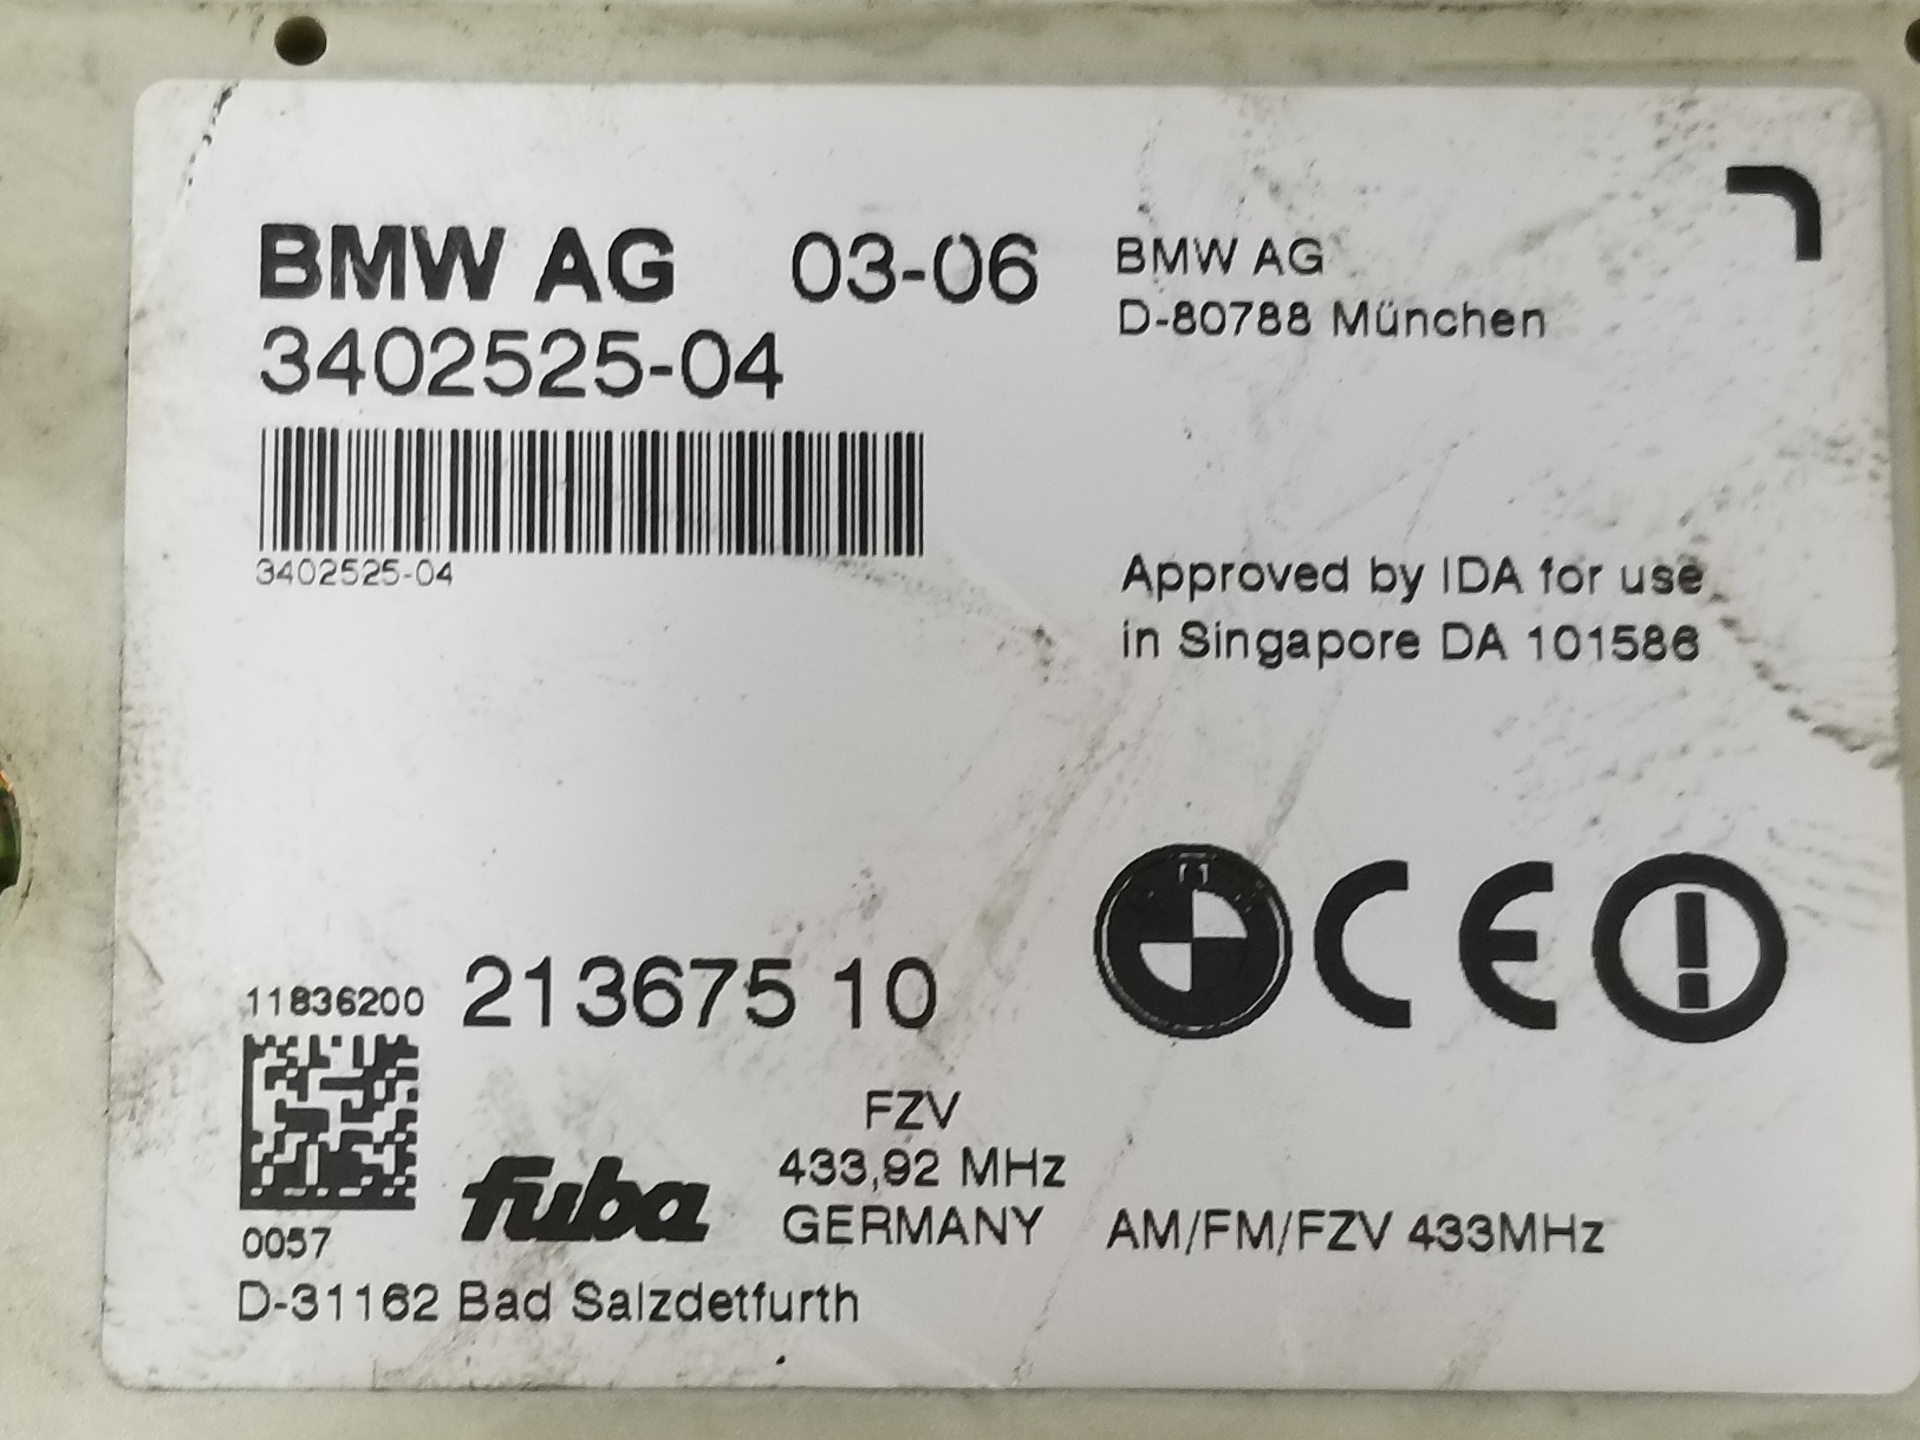 BMW AG 03-06
3402525-04
3402525-04
BMW AG
D-80788 München
Approved by IDA for use
in Singapore DA 101586
CE
11836200 213675 10
0057
fuba
FZV
433,92 MHz
GERMANY
AM/FM/FZV 433MHz
D-31162 Bad Salzdetfurth